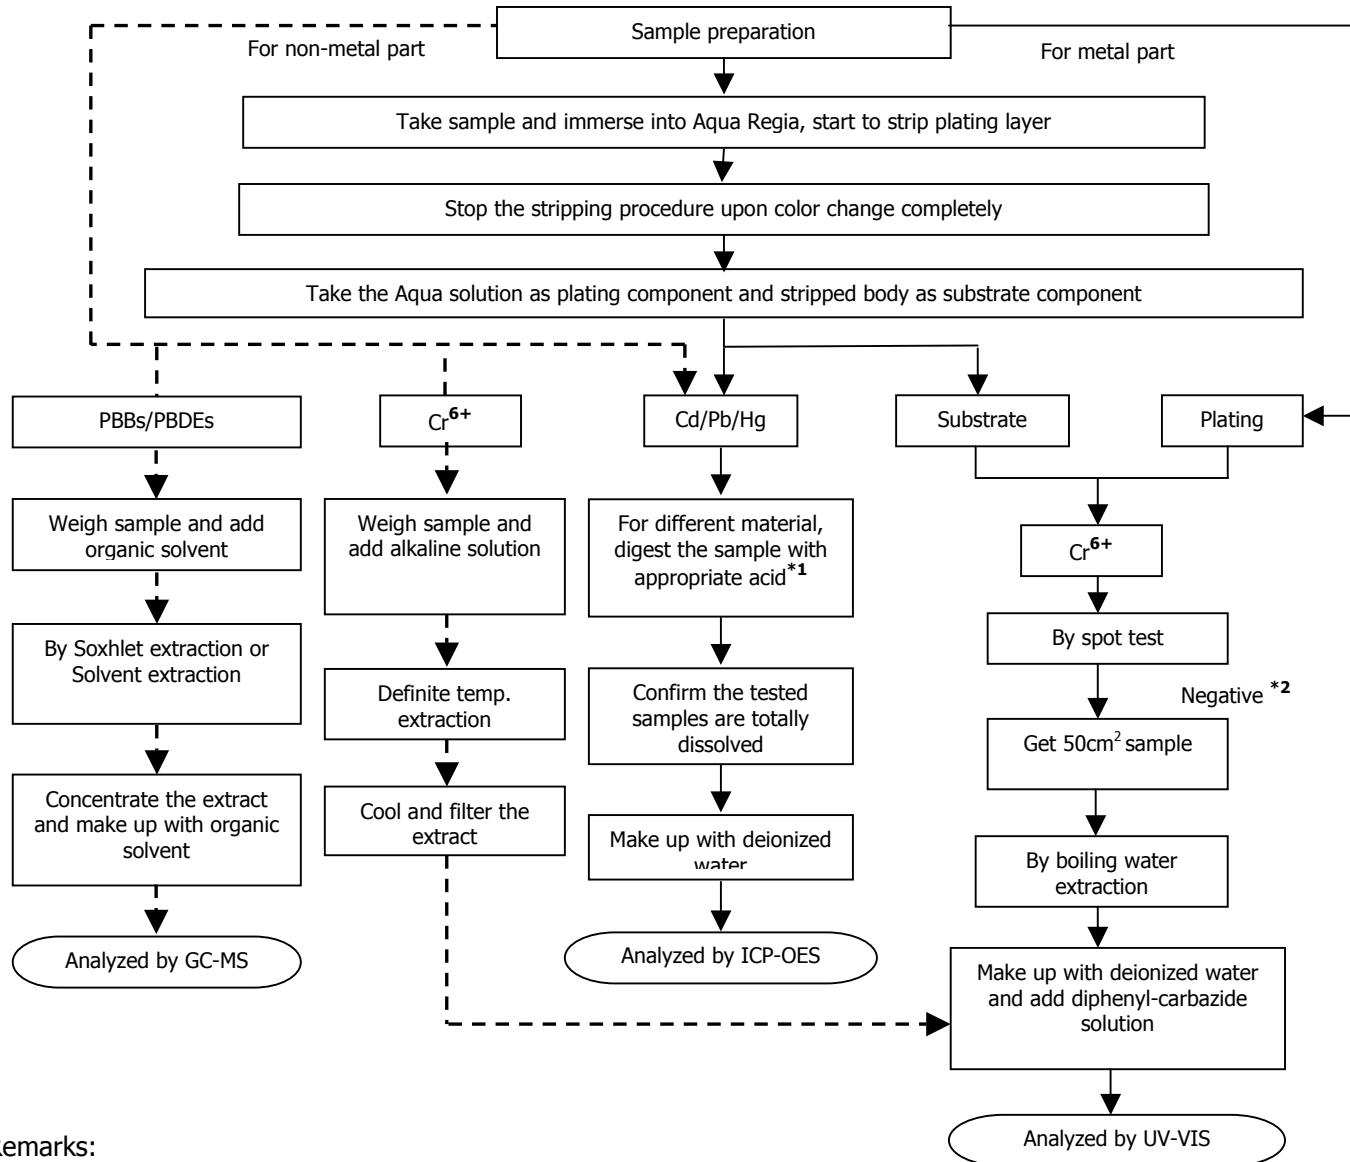 Sample preparation
For non-metal part
For metal part
Take sample and immerse into Aqua Regia, start to strip plating layer
Stop the stripping procedure upon color change completely
Take the Aqua solution as plating component and stripped body as substrate component
PBBs/PBDEs
Cr6+
Cd/Pb/Hg
Substrate
Plating
Weigh sample and add
organic solvent
Weigh sample and
add alkaline solution
For different material,
digest the sample with
appropriate acid*1
Cr6+
By Soxhlet extraction or
Solvent extraction
Definite temp.
extraction
Confirm the tested
samples are totally
dissolved
By spot test
Negative *2
Get 50cm2 sample
Concentrate the extract
and make up with organic
solvent
Cool and filter the
extract
Make up with deionized
water
By boiling water
extraction
Analyzed by GC-MS
Analyzed by ICP-OES
Make up with deionized water
and add diphenyl-carbazide
solution
Analyzed by UV-VIS
emarks: